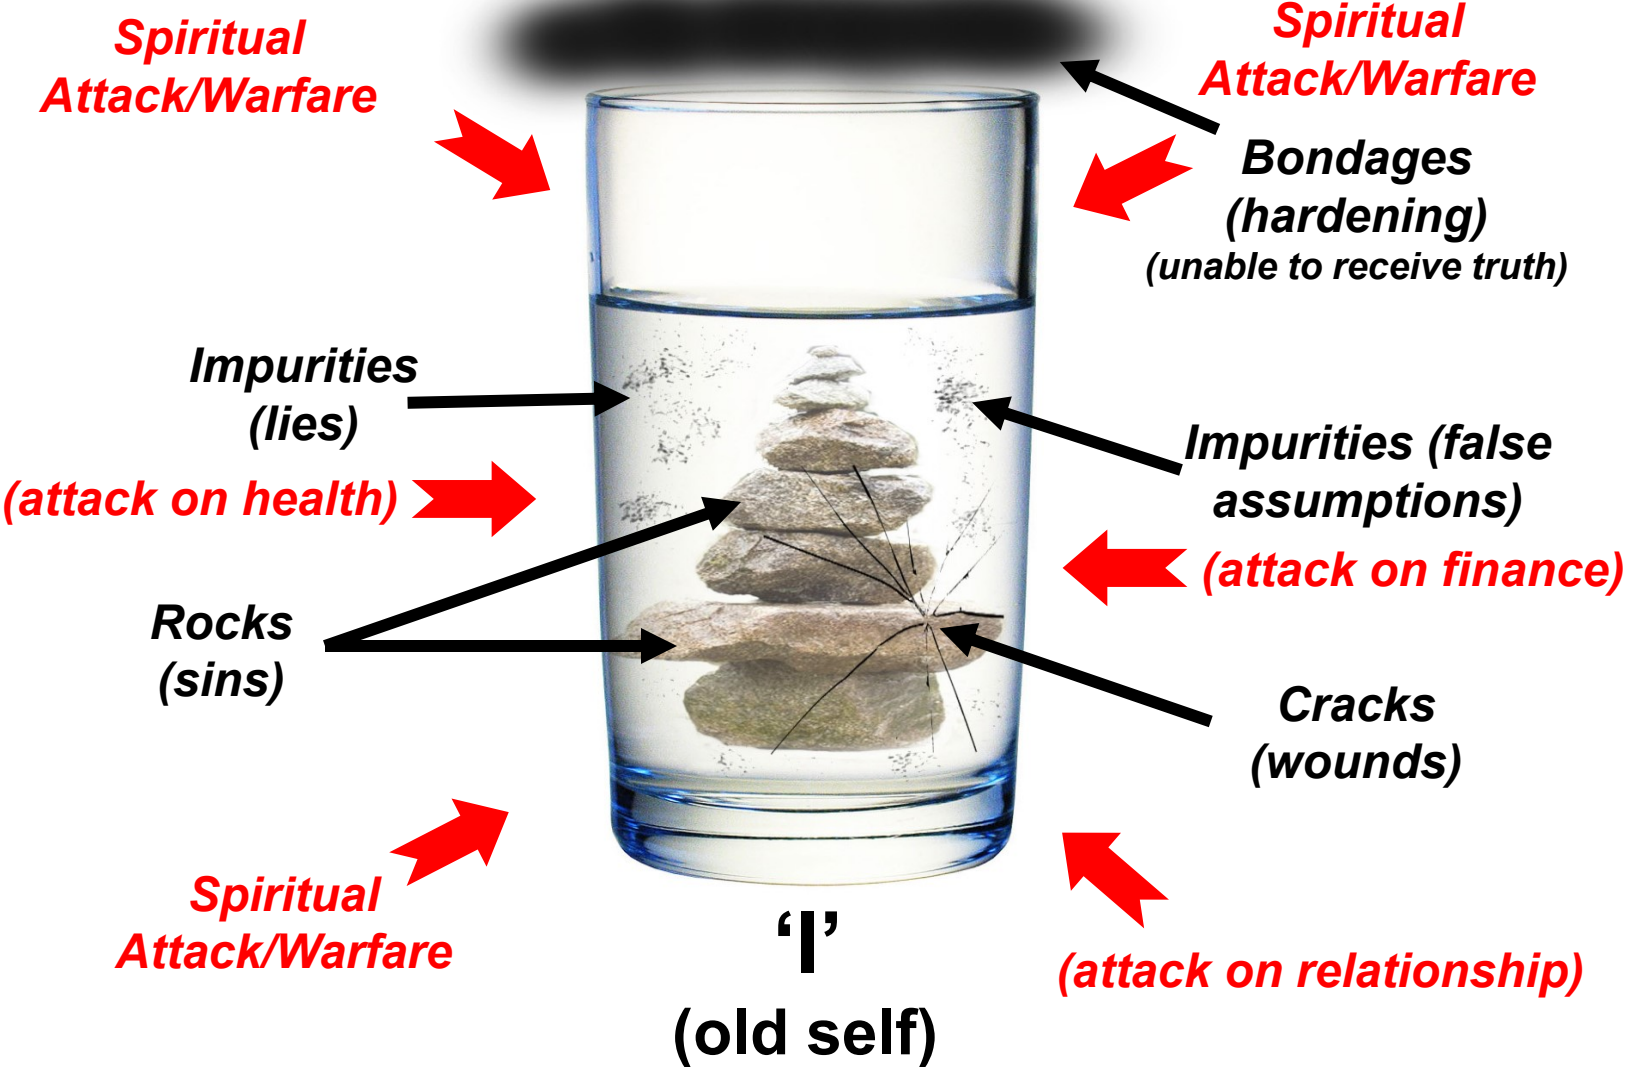 Spiritual
Attack/Warfare
Spiritual
Attack/Warfare
Bondages
(hardening)
(unable to receive truth)
Impurities
(lies)
Impurities (false
assumptions)
(attack on health)
(attack on finance)
Rocks
(sins)
Cracks
(wounds)
Spiritual
Attack/Warfare
(attack on relationship)
‘I’
(old self)